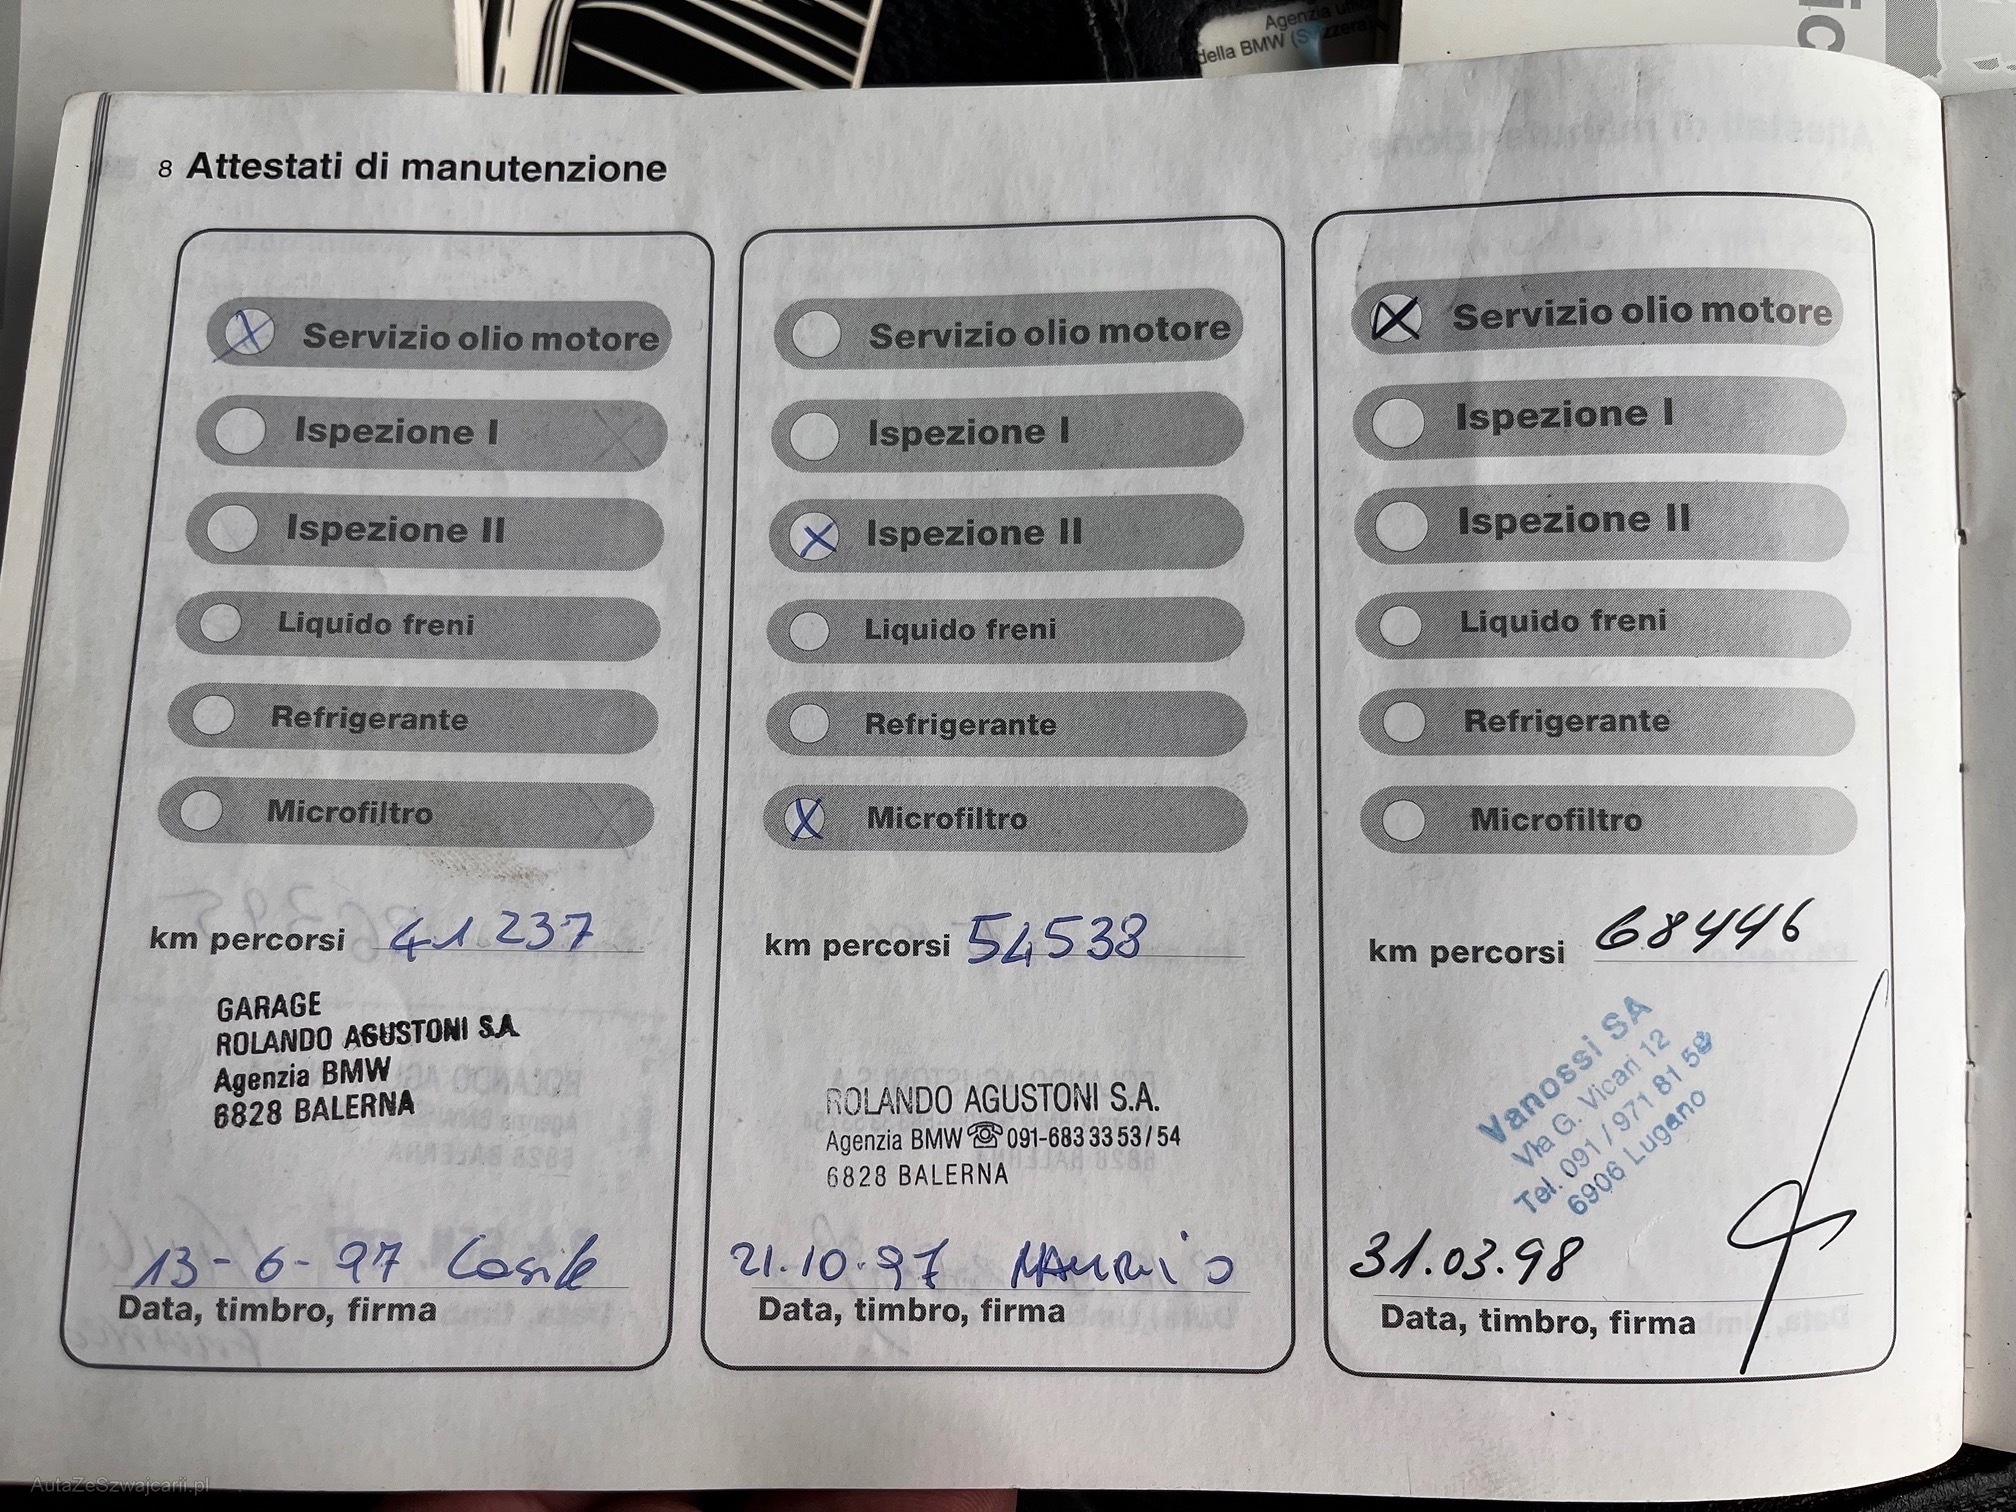 Agenzia
della BMW (Svizzera)
ic
8 Attestati di manutenzione
Servizio olio motore
Ispezione I
Ispezione II
Liquido freni
Refrigerante
Microfiltro
km percorsi 41237
GARAGE
ROLANDO AGUSTONI S.A.
Agenzia BMW
6828 BALERNA
13-6-97
Data, timbro, firma
Servizio olio motore
Ispezione I
Ispezione II
Liquido freni
Refrigerante
Microfiltro
km percorsi 54538
ROLANDO AGUSTONI S.A.
Agenzia BMW ☎ 091-683 33 53/54
6828 BALERNA
21.10.97
Data, timbro, firma
Servizio olio motore
Ispezione I
Ispezione II
Liquido freni
Refrigerante
Microfiltro
km percorsi 68446
Vanossi SA
Via G. Vicari 12
Tel. 091 / 971 81 58
6906 Lugano
31.03.98
Data, timbro, firma
AutaZeSzwajcarii.pl